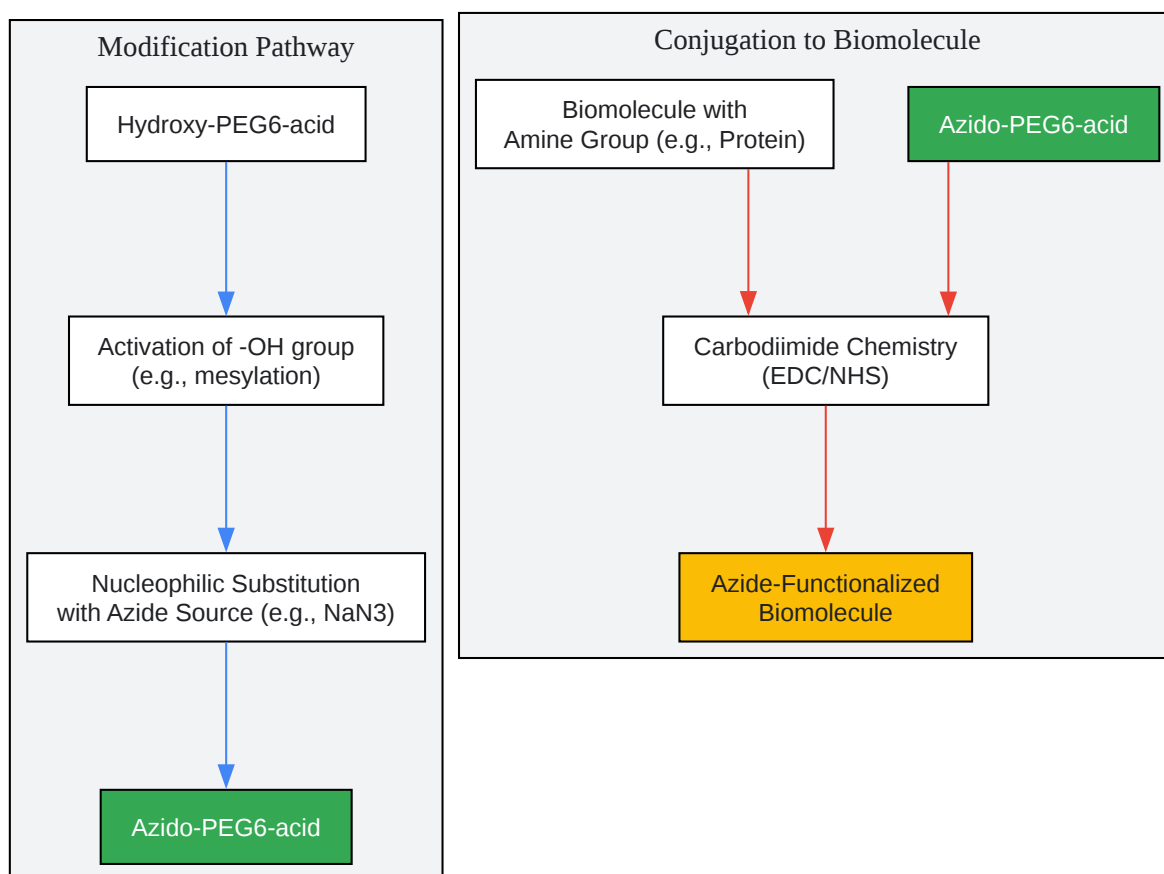 Modification Pathway
Hydroxy-PEG6-acid
Activation of -OH group
(e.g., mesylation)
Nucleophilic Substitution
with Azide Source (e.g., NaN3)
Azido-PEG6-acid
Conjugation to Biomolecule
Biomolecule with
Amine Group (e.g., Protein)
Azido-PEG6-acid
Carbodiimide Chemistry
(EDC/NHS)
Azide-Functionalized
Biomolecule